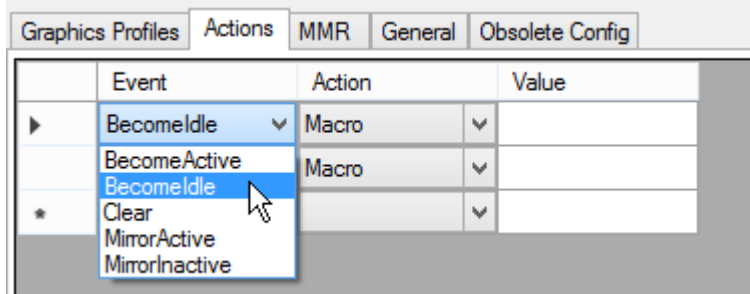 Graphics Profiles Actions MMR General Obsolete Config
Event Action Value
BecomeIdle Macro
BecomeActive Macro
BecomeIdle
Clear
MirrorActive
MirrorInactive